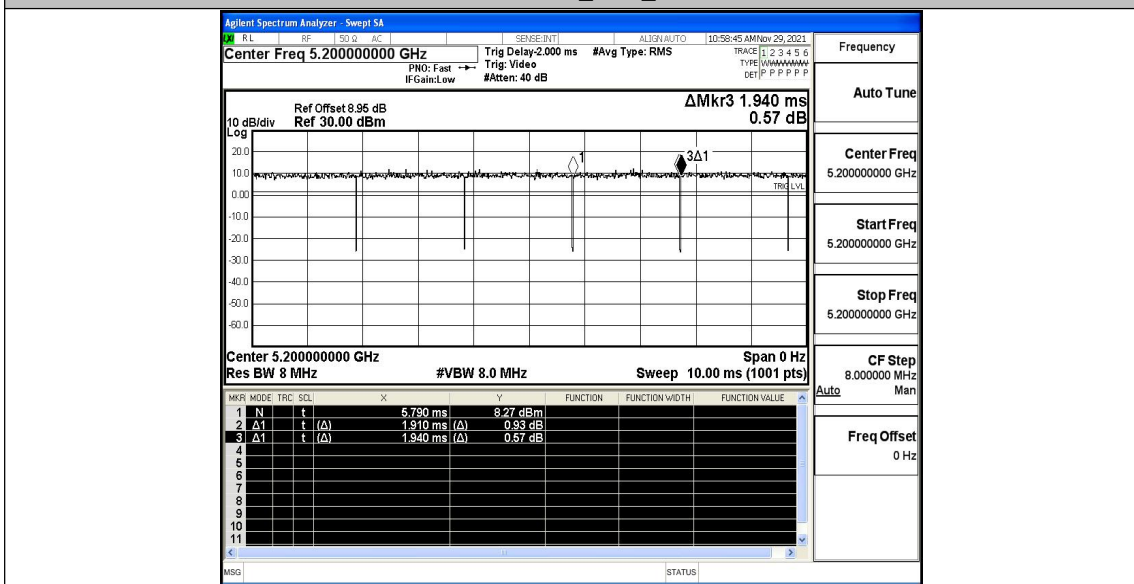 Agilent Spectrum Analyzer - Swept SA
RL RF 50 Ω AC SENSE:INT ALIGN AUTO 10:58:45 AM Nov 29, 2021
Center Freq 5.200000000 GHz Trig Delay-2.000 ms #Avg Type: RMS TRACE 1 2 3 4 5 6
PNO: Fast Trig: Video TYPE
IFGain:Low #Atten: 40 dB DET P P P P P P
Frequency
Auto Tune
Ref Offset 8.95 dB ΔMkr3 1.940 ms
10 dB/div Ref 30.00 dBm 0.57 dB
Log
20.0
10.0
0.00
-10.0
-20.0
-30.0
-40.0
-50.0
-60.0
1
3Δ1
TRIG LVL
Center 5.200000000 GHz Span 0 Hz
Res BW 8 MHz #VBW 8.0 MHz Sweep 10.00 ms (1001 pts)
MKR MODE TRC SCL X Y FUNCTION FUNCTION WIDTH FUNCTION VALUE
1 N t 5.790 ms 8.27 dBm
2 Δ1 t (Δ) 1.910 ms (Δ) 0.93 dB
3 Δ1 t (Δ) 1.940 ms (Δ) 0.57 dB
4
5
6
7
8
9
10
11
MSG STATUS
Center Freq
5.200000000 GHz
Start Freq
5.200000000 GHz
Stop Freq
5.200000000 GHz
CF Step
8.000000 MHz
Auto Man
Freq Offset
0 Hz